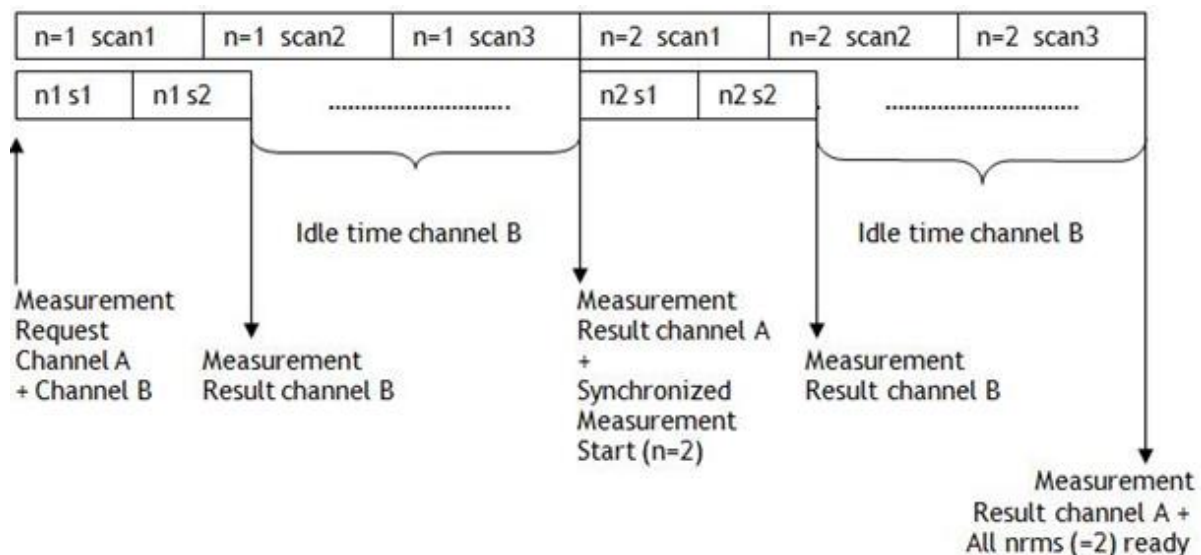 n=1 scan1 n=1 scan2 n=1 scan3 n=2 scan1 n=2 scan2 n=2 scan3
n1 s1 n1 s2 ........................... n2 s1 n2 s2 ...........................
Idle time channel B
Idle time channel B
Measurement
Request
Channel A
+ Channel B
Measurement
Result channel B
Measurement
Result channel A
+
Synchronized
Measurement
Start (n=2)
Measurement
Result channel B
Measurement
Result channel A +
All nrms (=2) ready